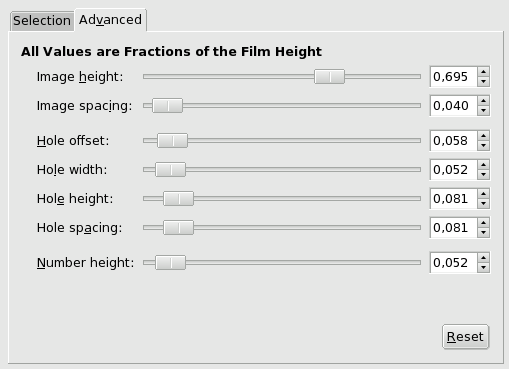 Selection Advanced
All Values are Fractions of the Film Height
Image height: 0,695
Image spacing: 0,040
Hole offset: 0,058
Hole width: 0,052
Hole height: 0,081
Hole spacing: 0,081
Number height: 0,052
Reset